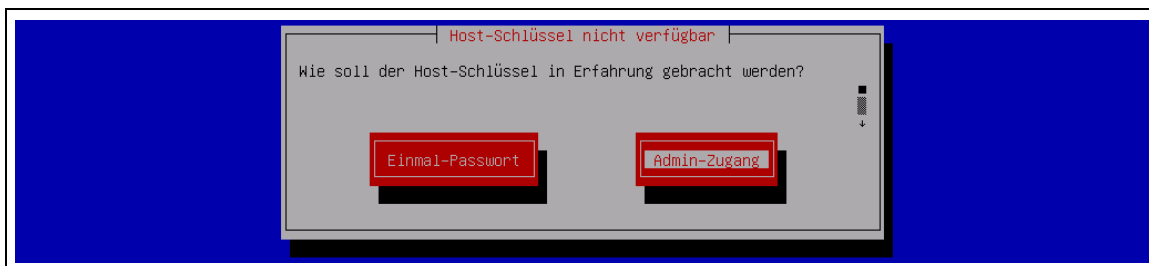 Host-Schlüssel nicht verfügbar
Wie soll der Host-Schlüssel in Erfahrung gebracht werden?
Einmal-Passwort Admin-Zugang